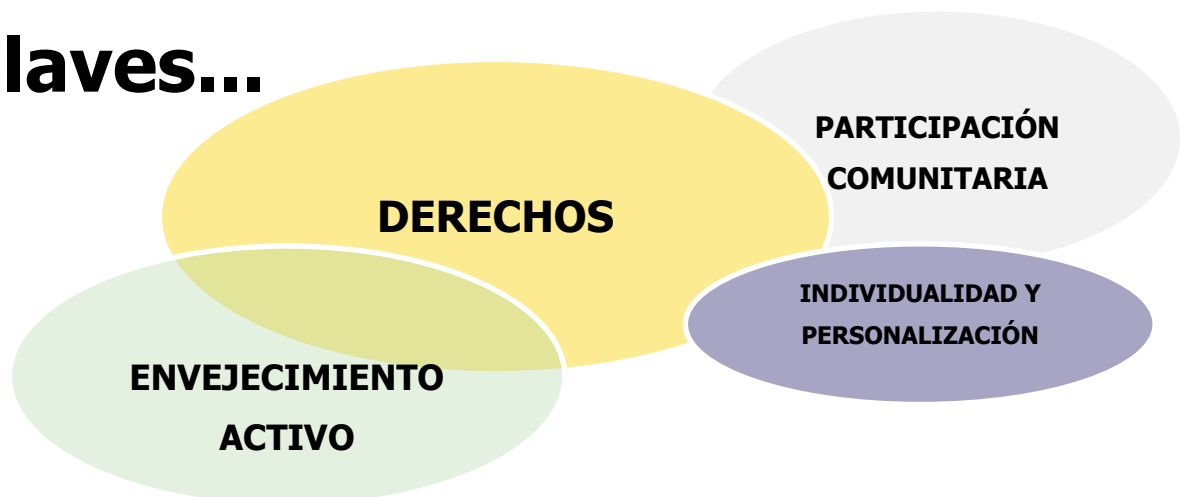 laves...
PARTICIPACIÓN
COMUNITARIA
DERECHOS
INDIVIDUALIDAD Y
PERSONALIZACIÓN
ENVEJECIMIENTO
ACTIVO